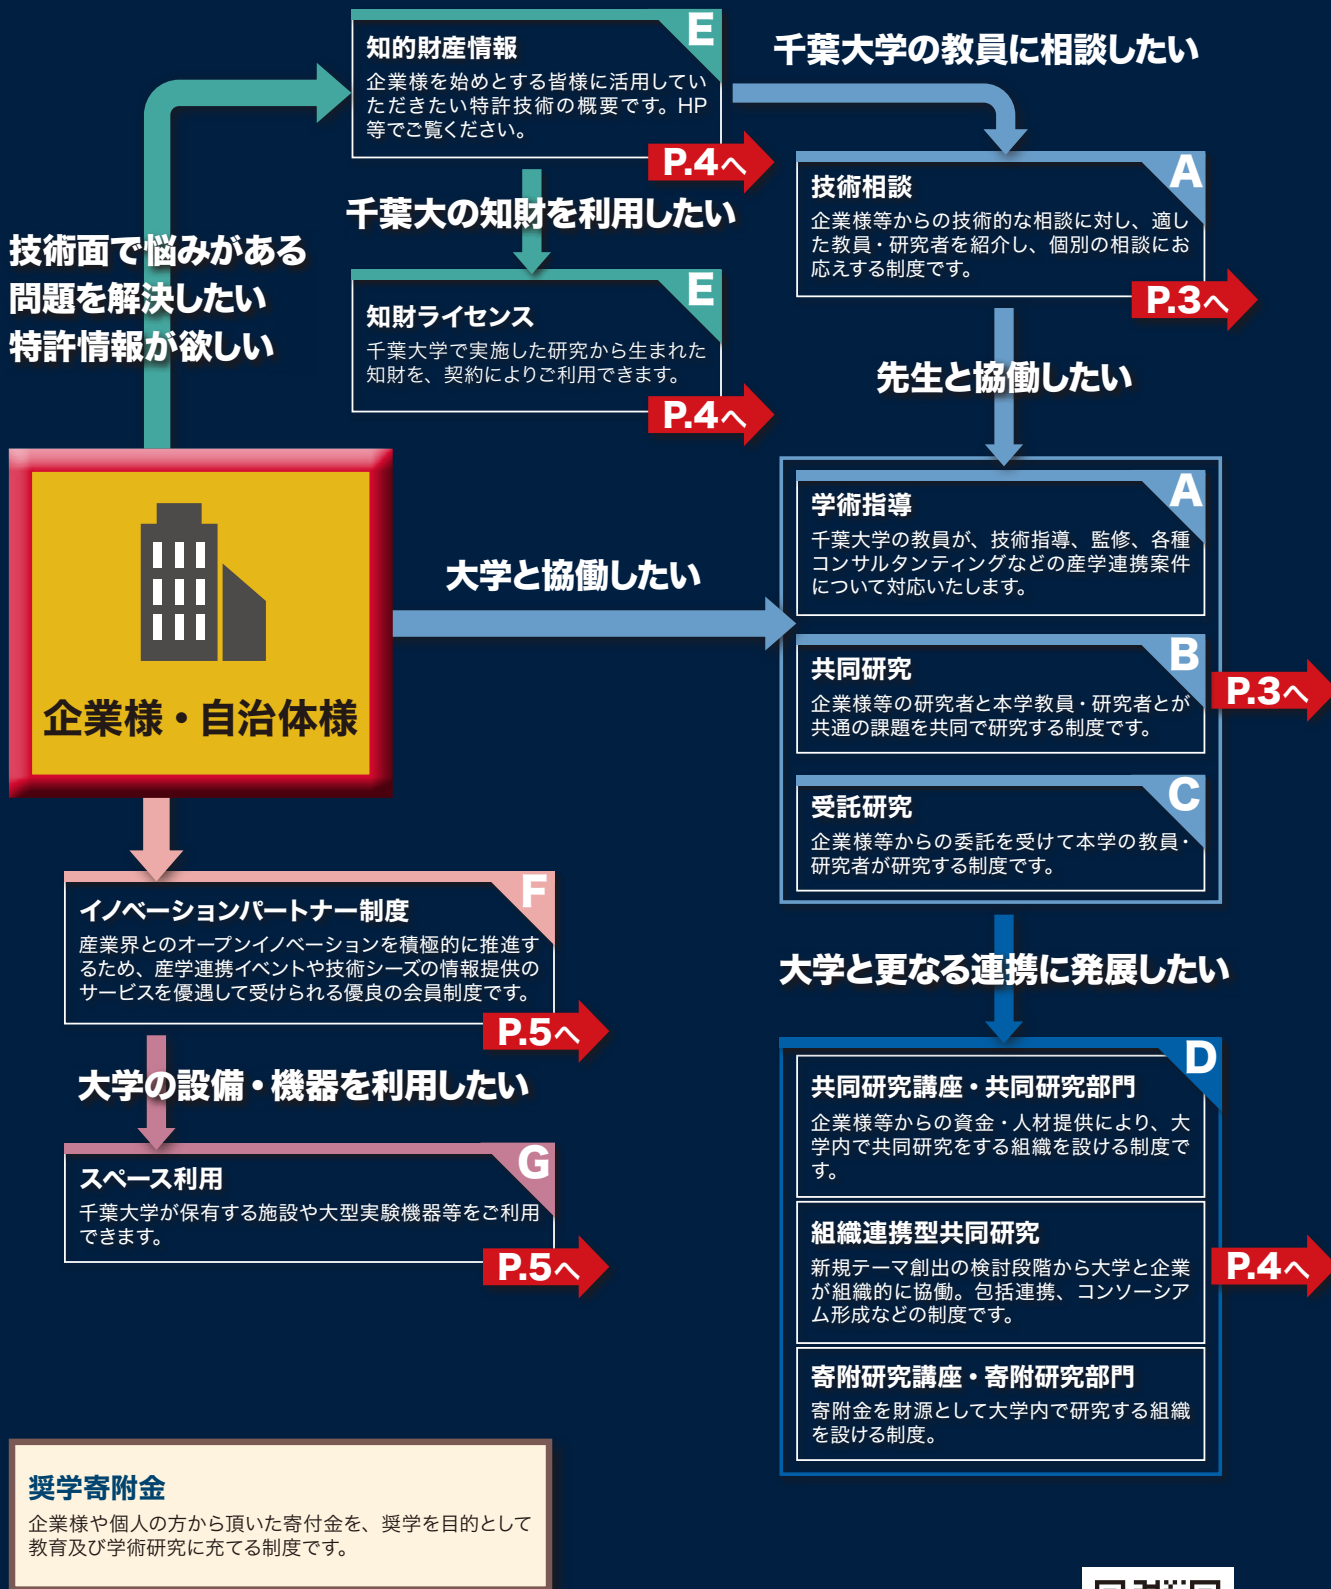 E
知的財産情報
企業様を始めとする皆様に活用してい
ただきたい特許技術の概要です。HP
等でご覧ください。
P.4へ
千葉大学の教員に相談したい
A
技術相談
企業様等からの技術的な相談に対し、適し
た教員・研究者を紹介し、個別の相談にお
応えする制度です。
P.3へ
千葉大の知財を利用したい
技術面で悩みがある
問題を解決したい
特許情報が欲しい
E
知財ライセンス
千葉大学で実施した研究から生まれた
知財を、契約によりご利用できます。
P.4へ
先生と協働したい
企業様・自治体様
大学と協働したい
A
学術指導
千葉大学の教員が、技術指導、監修、各種
コンサルタンティングなどの産学連携案件
について対応いたします。
B
共同研究
企業様等の研究者と本学教員・研究者とが
共通の課題を共同で研究する制度です。
P.3へ
C
受託研究
企業様等からの委託を受けて本学の教員・
研究者が研究する制度です。
F
イノベーションパートナー制度
産業界とのオープンイノベーションを積極的に推進す
るため、産学連携イベントや技術シーズの情報提供の
サービスを優遇して受けられる優良の会員制度です。
P.5へ
大学の設備・機器を利用したい
G
スペース利用
千葉大学が保有する施設や大型実験機器等をご利用
できます。
P.5へ
大学と更なる連携に発展したい
D
共同研究講座・共同研究部門
企業様等からの資金・人材提供により、大
学内で共同研究をする組織を設ける制度で
す。
組織連携型共同研究
新規テーマ創出の検討段階から大学と企業
が組織的に協働。包括連携、コンソーシア
ム形成などの制度です。
P.4へ
寄附研究講座・寄附研究部門
寄附金を財源として大学内で研究する組織
を設ける制度。
奨学寄附金
企業様や個人の方から頂いた寄付金を、奨学を目的として
教育及び学術研究に充てる制度です。